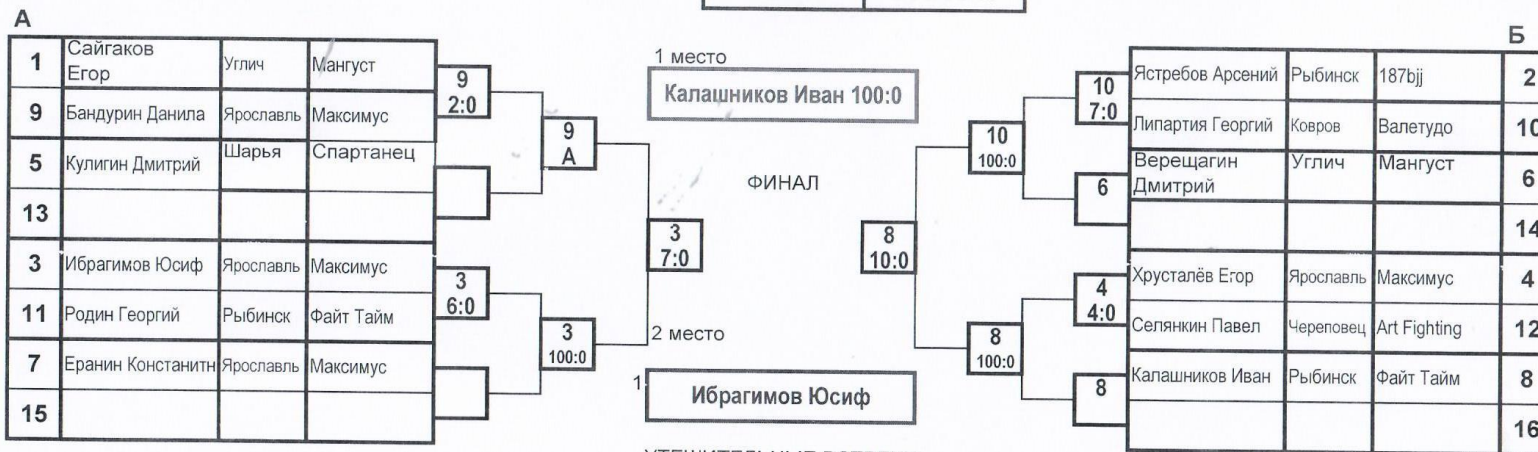 А
1 Сайгаков Егор Углич Мангуст
9 Бандурин Данила Ярославль Максимус
5 Кулигин Дмитрий Шарья Спартанец
13
3 Ибрагимов Юсиф Ярославль Максимус
11 Родин Георгий Рыбинск Файт Тайм
7 Еранин Констанитн Ярославль Максимус
15
9
2:0
3
6:0
9
А
3
100:0
3
7:0
1 место
Калашников Иван 100:0
ФИНАЛ
2 место
1
Ибрагимов Юсиф
8
10:0
10
100:0
8
100:0
10
7:0
6
4
4:0
8
Б
Ястребов Арсений Рыбинск 187bjj 2
Липартия Георгий Ковров Валетудо 10
Верещагин Дмитрий Углич Мангуст 6
14
Хрусталёв Егор Ярославль Максимус 4
Селянкин Павел Череповец Art Fighting 12
Калашников Иван Рыбинск Файт Тайм 8
16